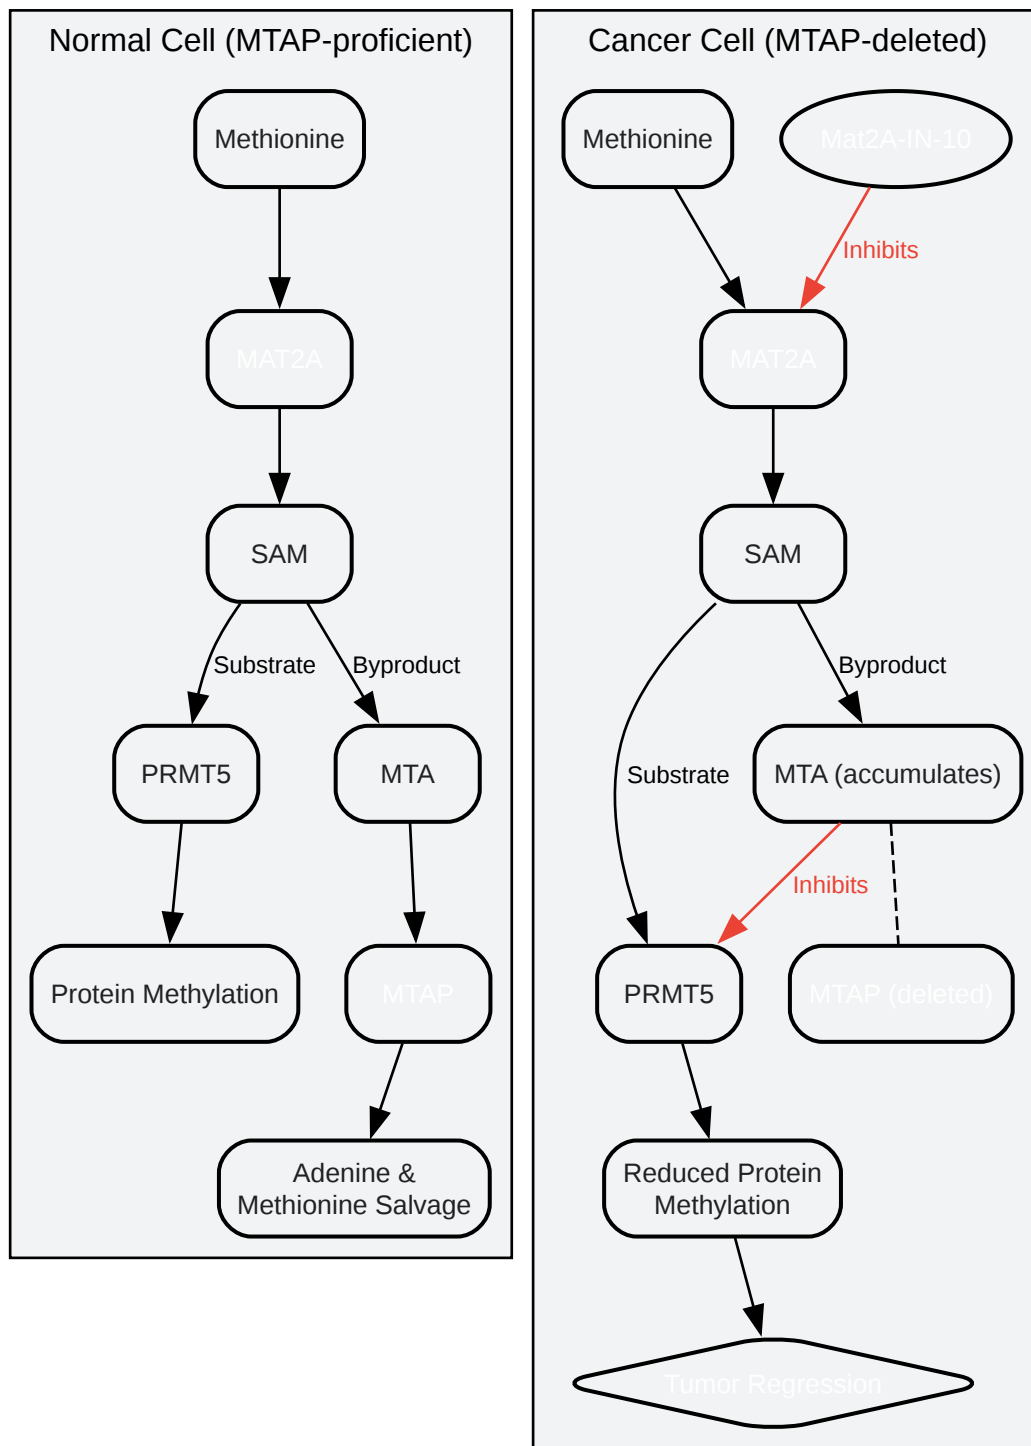 Normal Cell (MTAP-proficient)
Methionine
MAT2A
SAM
Substrate
Byproduct
PRMT5
MTA
Protein Methylation
MTAP
Adenine &
Methionine Salvage
Cancer Cell (MTAP-deleted)
Methionine
Mat2A-IN-10
Inhibits
MAT2A
SAM
Byproduct
Substrate
MTA (accumulates)
Inhibits
PRMT5
MTAP (deleted)
Reduced Protein
Methylation
Tumor Regression